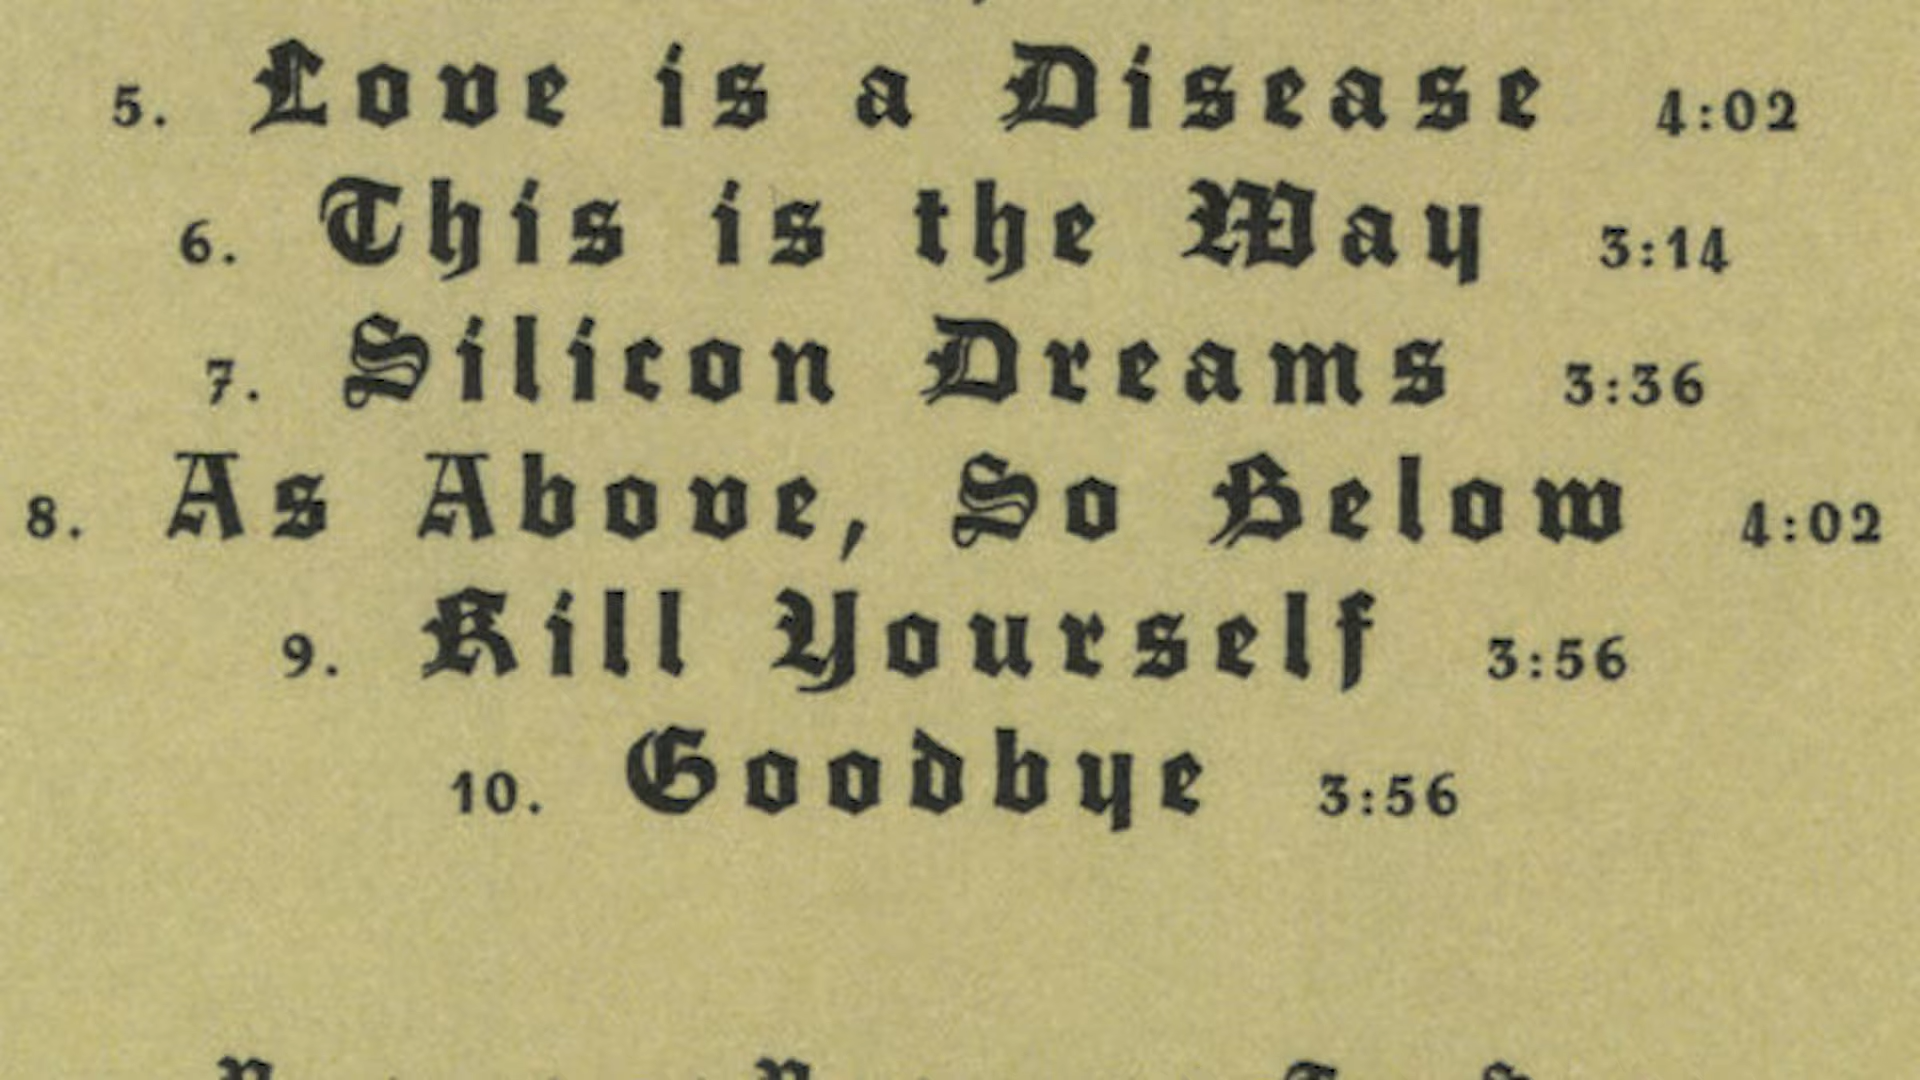 5. Love is a Disease 4:02
6. This is the Way 3:14
7. Silicon Dreams 3:36
8. As Above, So Below 4:02
9. Kill Yourself 3:56
10. Goodbye 3:56